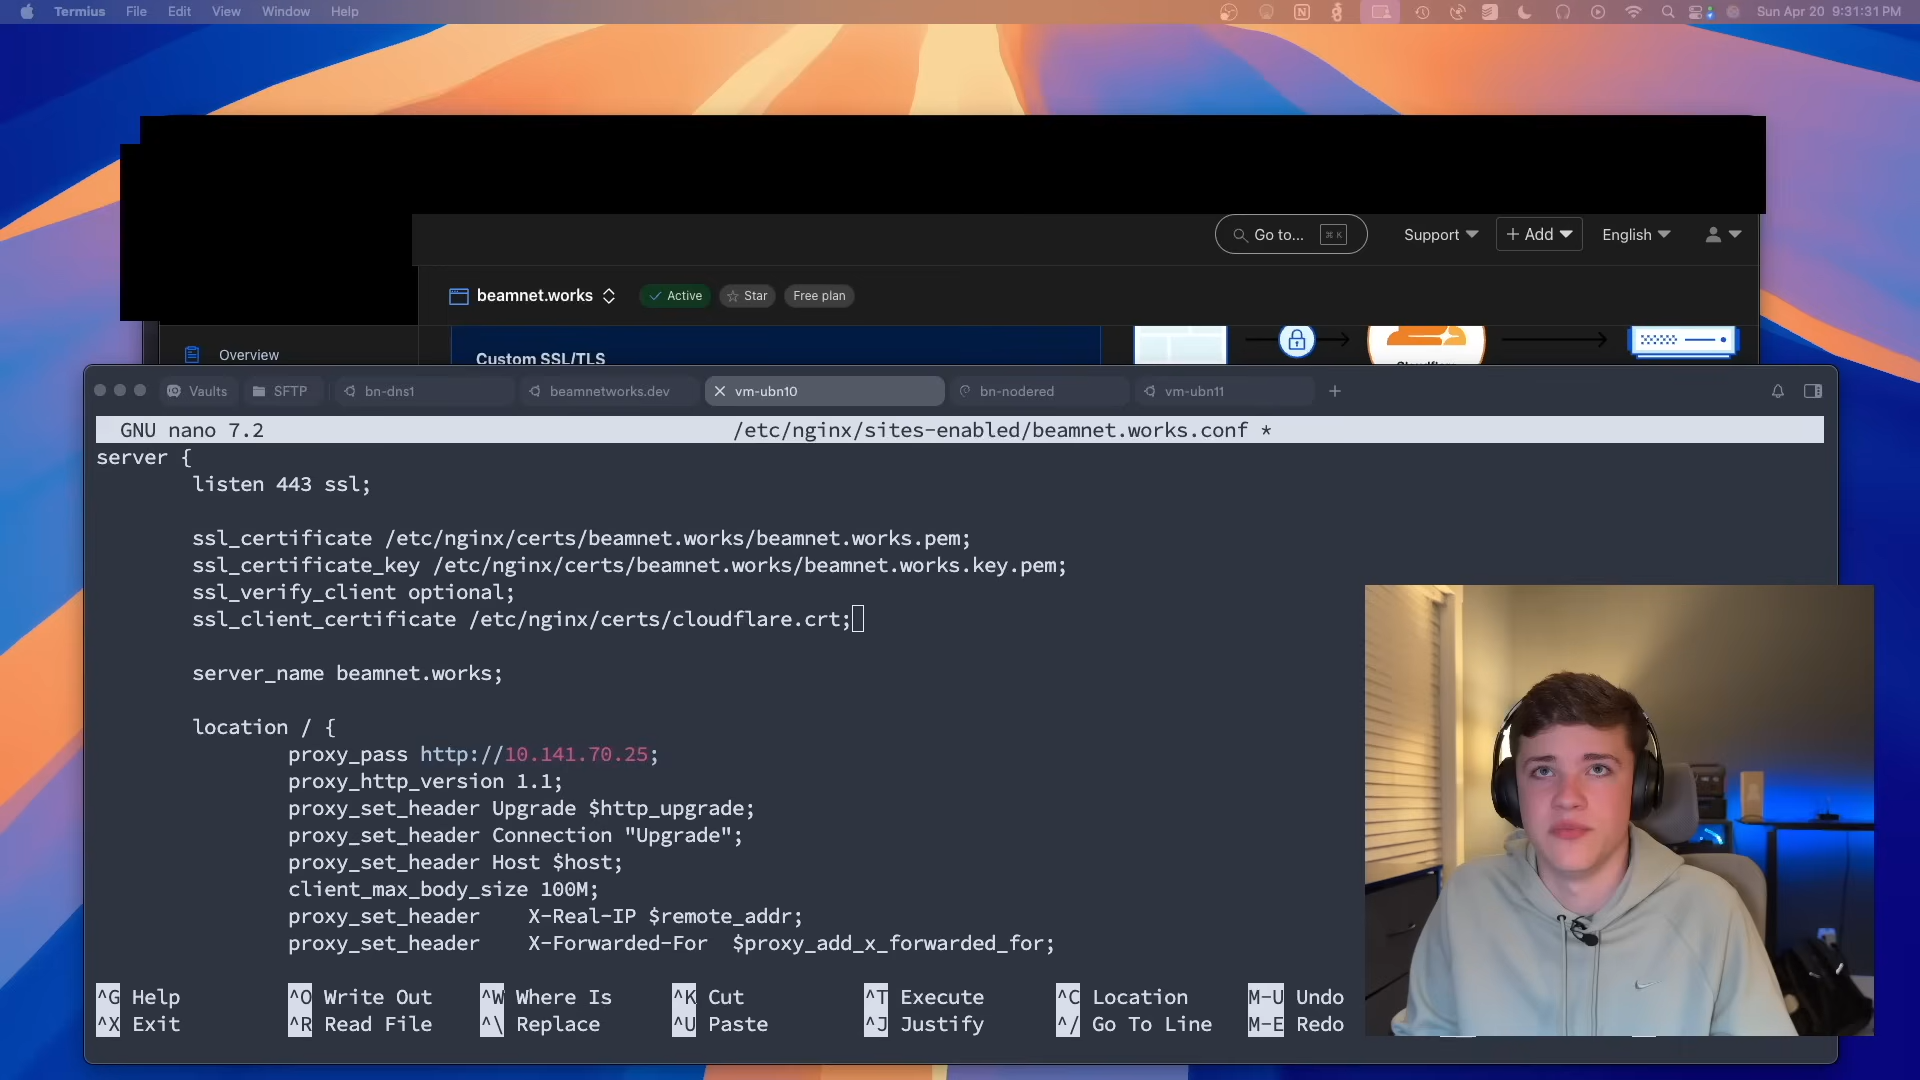 Termius File Edit View Window Help
Sun Apr 20 9:31:31 PM
Go to... ⌘ K Support + Add English
beamnet.works Active Star Free plan
Overview
Custom SSL/TLS
Vaults SFTP bn-dns1 beamnetworks.dev vm-ubn10 bn-nodered vm-ubn11 +
GNU nano 7.2 /etc/nginx/sites-enabled/beamnet.works.conf *
server {
listen 443 ssl;
ssl_certificate /etc/nginx/certs/beamnet.works/beamnet.works.pem;
ssl_certificate_key /etc/nginx/certs/beamnet.works/beamnet.works.key.pem;
ssl_verify_client optional;
ssl_client_certificate /etc/nginx/certs/cloudflare.crt;
server_name beamnet.works;
location / {
proxy_pass http://10.141.70.25;
proxy_http_version 1.1;
proxy_set_header Upgrade $http_upgrade;
proxy_set_header Connection "Upgrade";
proxy_set_header Host $host;
client_max_body_size 100M;
proxy_set_header X-Real-IP $remote_addr;
proxy_set_header X-Forwarded-For $proxy_add_x_forwarded_for;
^G Help ^O Write Out ^W Where Is ^K Cut ^T Execute ^C Location M-U Undo
^X Exit ^R Read File ^\ Replace ^U Paste ^J Justify ^/ Go To Line M-E Redo